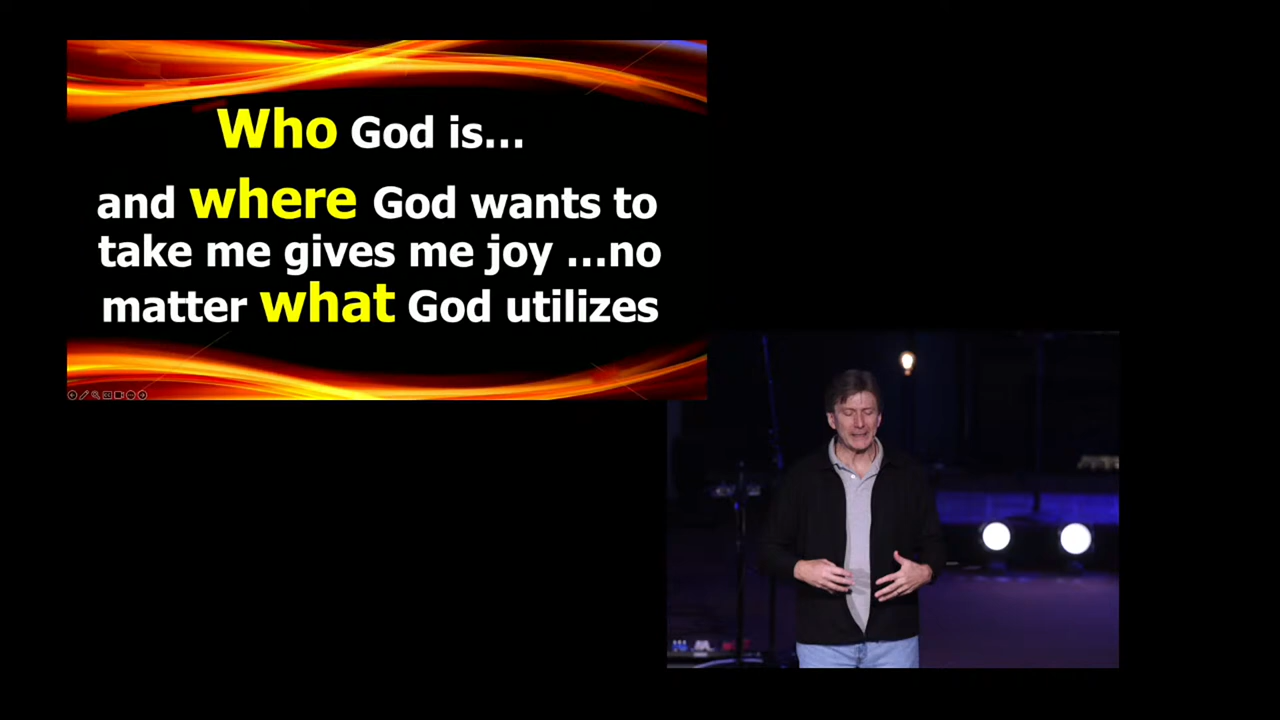 Who God is…
and where God wants to
take me gives me joy …no
matter what God utilizes